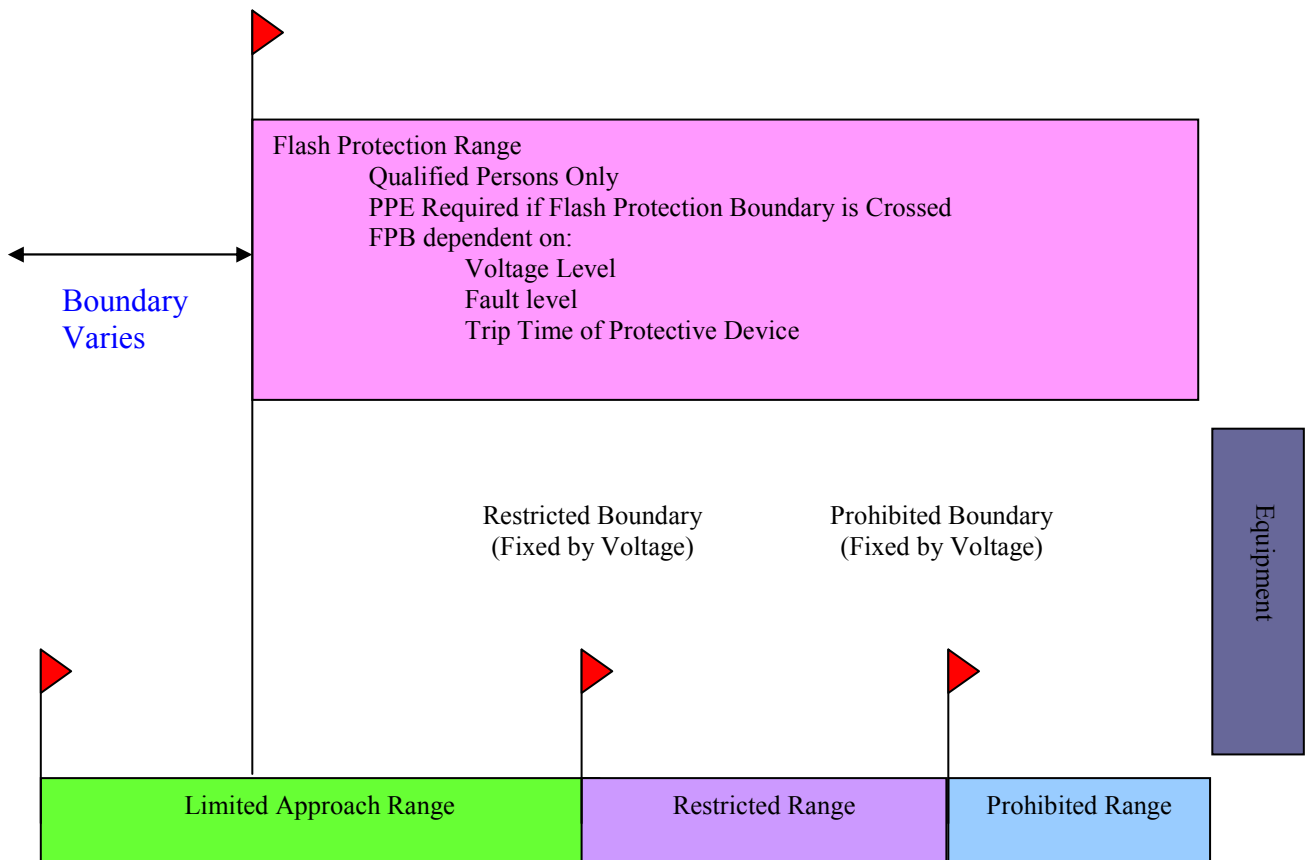 Flash Protection Range
Qualified Persons Only
PPE Required if Flash Protection Boundary is Crossed
FPB dependent on:
Voltage Level
Fault level
Trip Time of Protective Device
Boundary
Varies
Restricted Boundary
(Fixed by Voltage)
Prohibited Boundary
(Fixed by Voltage)
Equipment
Limited Approach Range
Restricted Range
Prohibited Range